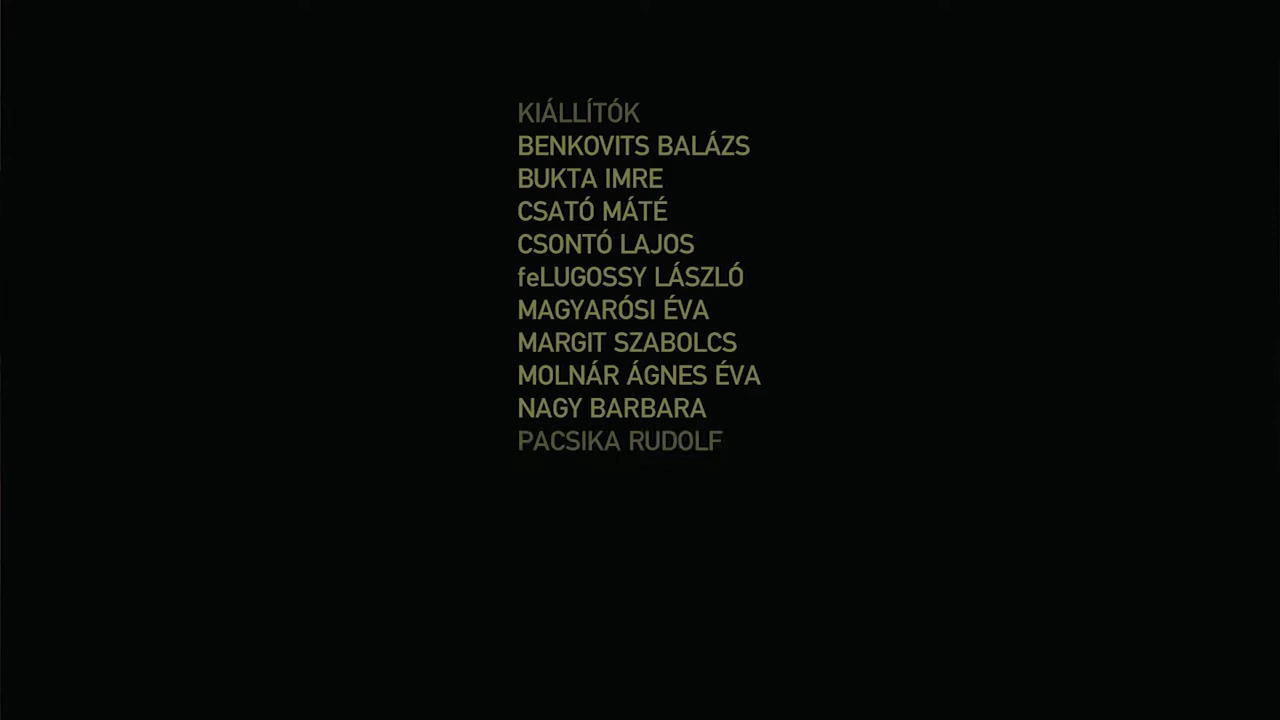 KIÁLLÍTÓK
BENKOVITS BALÁZS
BUKTA IMRE
CSATÓ MÁTÉ
CSONTÓ LAJOS
feLUGOSSY LÁSZLÓ
MAGYARÓSI ÉVA
MARGIT SZABOLCS
MOLNÁR ÁGNES ÉVA
NAGY BARBARA
PACSIKA RUDOLF